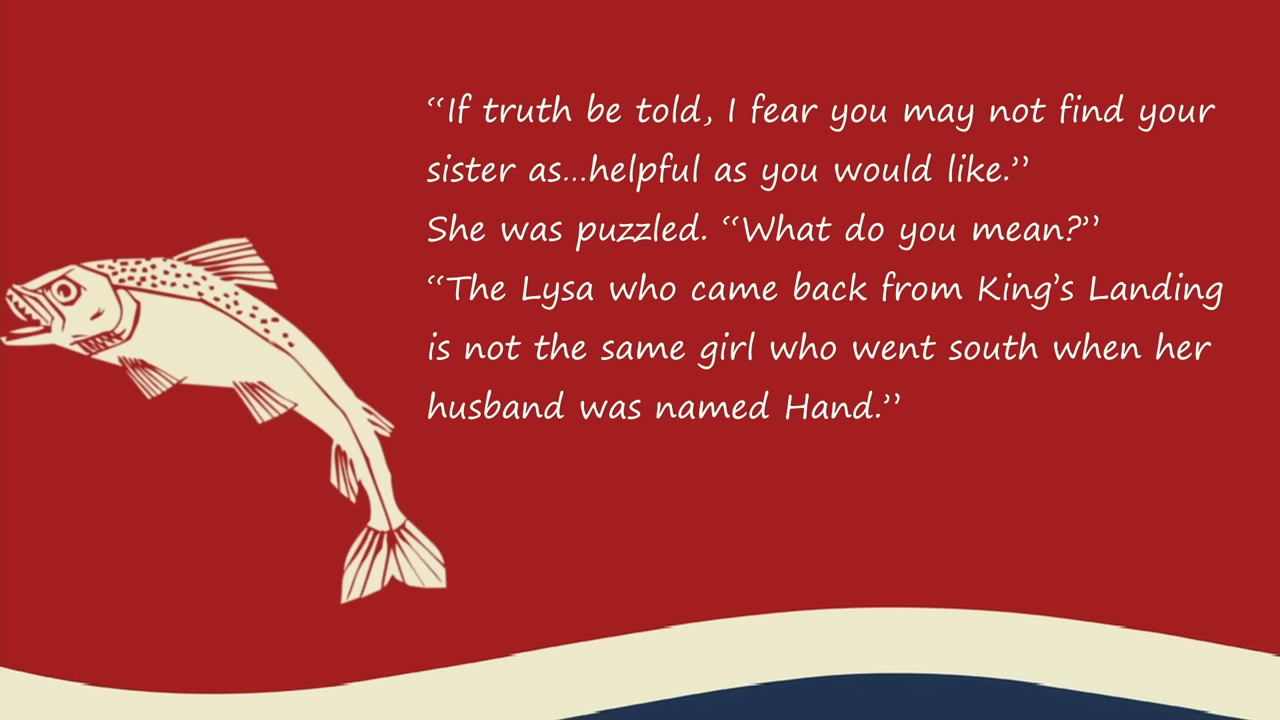 “If truth be told, I fear you may not find your
sister as...helpful as you would like.”
She was puzzled. “What do you mean?”
“The Lysa who came back from King’s Landing
is not the same girl who went south when her
husband was named Hand.”